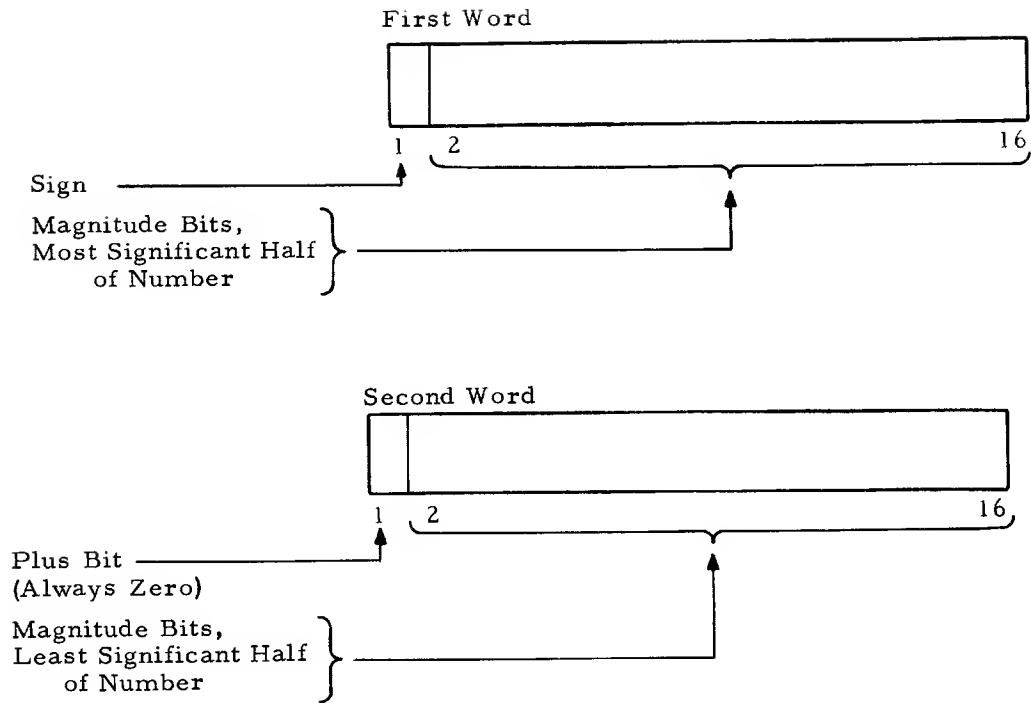 First Word
1 2 16
Sign
Magnitude Bits,
Most Significant Half
of Number
Second Word
1 2 16
Plus Bit
(Always Zero)
Magnitude Bits,
Least Significant Half
of Number